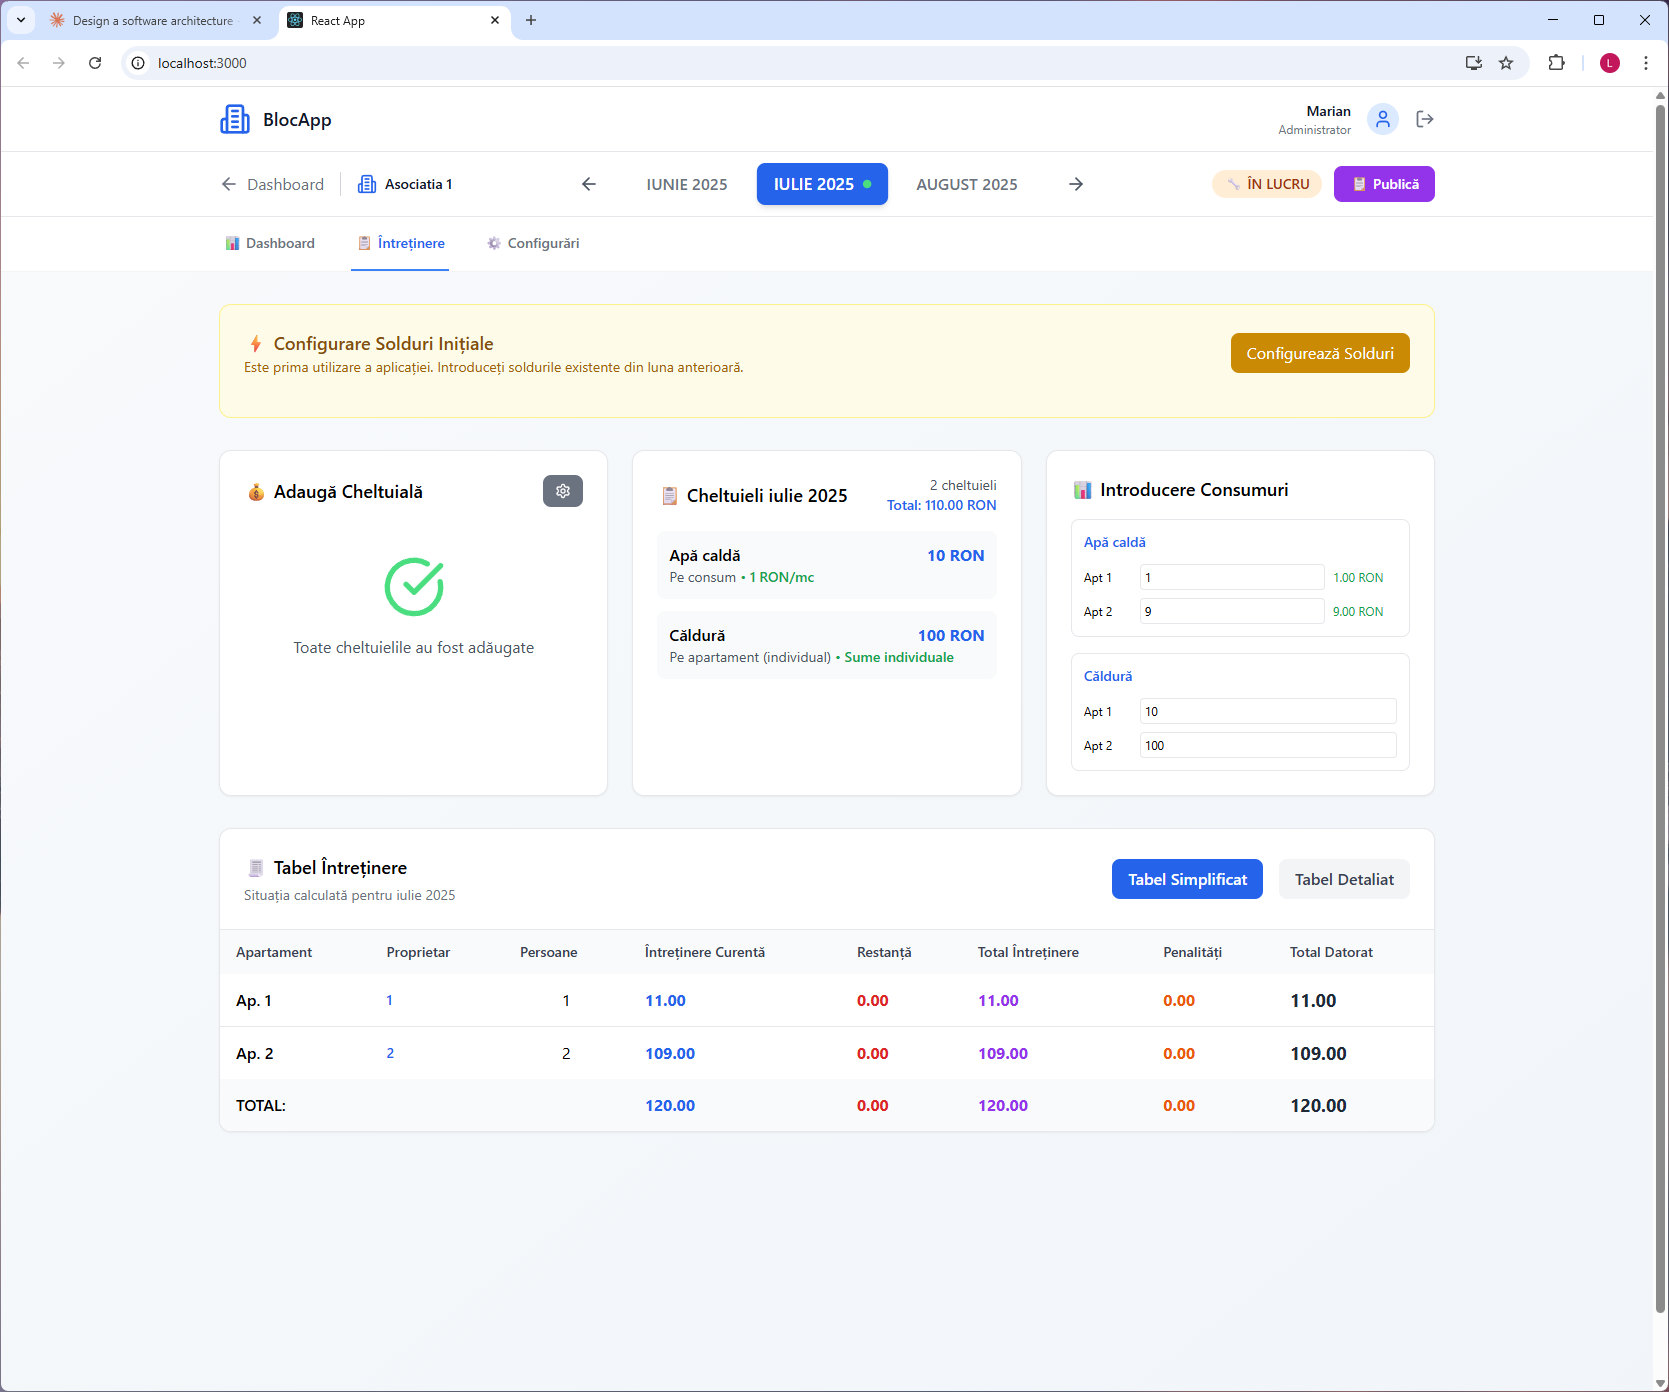 Design a software architecture
React App
localhost:3000
L
BlocApp
Marian
Administrator
Dashboard
Asociatia 1
IUNIE 2025
IULIE 2025
AUGUST 2025
ÎN LUCRU
Publică
Dashboard
Întreținere
Configurări
Configurare Solduri Inițiale
Este prima utilizare a aplicației. Introduceți soldurile existente din luna anterioară.
Configurează Solduri
Adaugă Cheltuială
Toate cheltuielile au fost adăugate
Cheltuieli iulie 2025
2 cheltuieli
Total: 110.00 RON
Apă caldă 10 RON
Pe consum • 1 RON/mc
Căldură 100 RON
Pe apartament (individual) • Sume individuale
Introducere Consumuri
Apă caldă
Apt 1 1 1.00 RON
Apt 2 9 9.00 RON
Căldură
Apt 1 10
Apt 2 100
Tabel Întreținere
Situația calculată pentru iulie 2025
Tabel Simplificat
Tabel Detaliat
Apartament Proprietar Persoane Întreținere Curentă Restanță Total Întreținere Penalități Total Datorat
Ap. 1 1 1 11.00 0.00 11.00 0.00 11.00
Ap. 2 2 2 109.00 0.00 109.00 0.00 109.00
TOTAL: 120.00 0.00 120.00 0.00 120.00